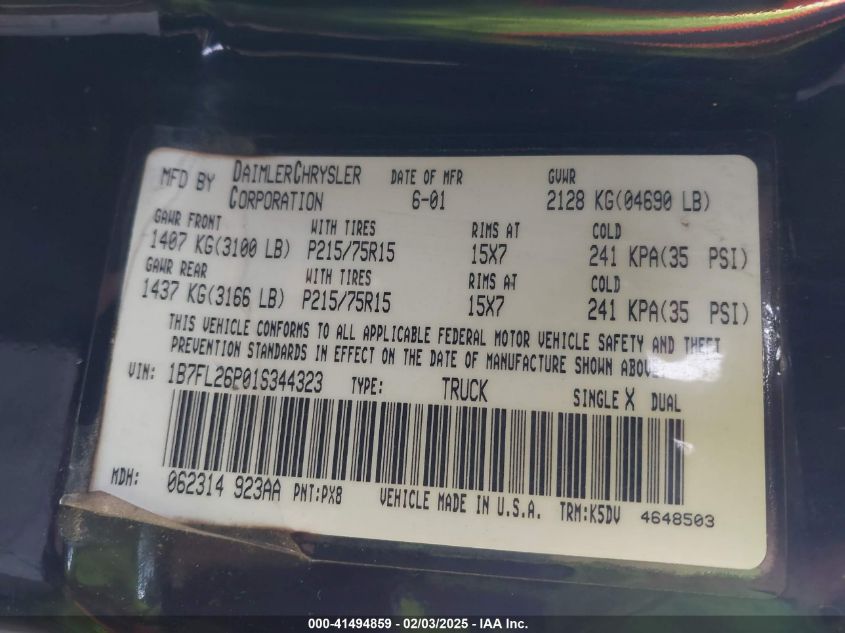 MFD BY DAIMLERCHRYSLER CORPORATION DATE OF MFR 6-01 GVWR 2128 KG(04690 LB)
GAWR FRONT WITH TIRES RIMS AT COLD
1407 KG(3100 LB) P215/75R15 15X7 241 KPA(35 PSI)
GAWR REAR WITH TIRES RIMS AT COLD
1437 KG(3166 LB) P215/75R15 15X7 241 KPA(35 PSI)
THIS VEHICLE CONFORMS TO ALL APPLICABLE FEDERAL MOTOR VEHICLE SAFETY AND THEFT
PREVENTION STANDARDS IN EFFECT ON THE DATE OF MANUFACTURE SHOWN ABOVE.
VIN: 1B7FL26P01S344323 TYPE: TRUCK SINGLE X DUAL
MDH: 062314 923AA PNT:PX8 VEHICLE MADE IN U.S.A. TRM:K5DV 4648503
000-41494859 - 02/03/2025 - IAA Inc.